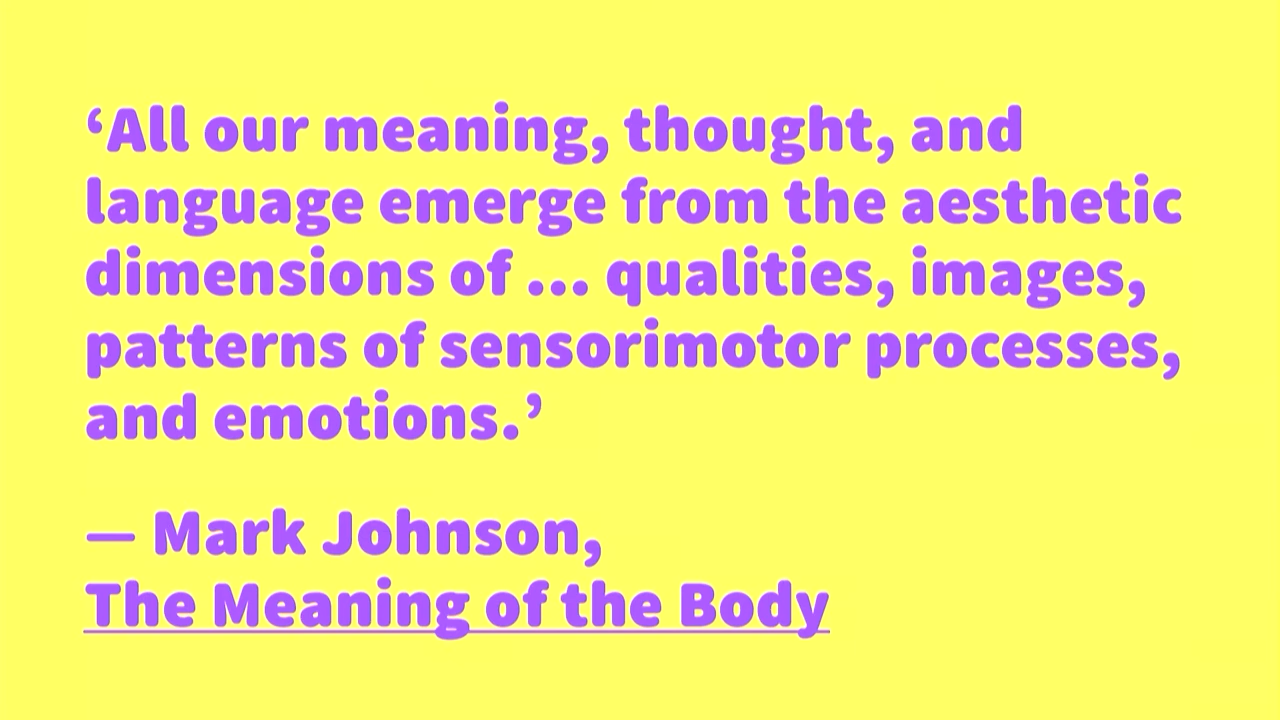 ‘All our meaning, thought, and
language emerge from the aesthetic
dimensions of ... qualities, images,
patterns of sensorimotor processes,
and emotions.’
— Mark Johnson,
The Meaning of the Body